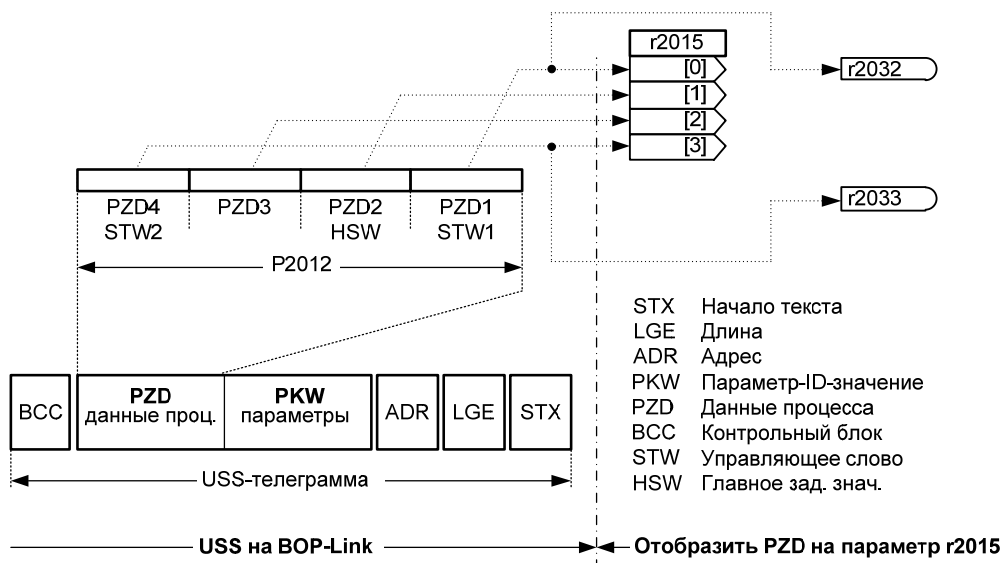 r2015
[0]
[1]
[2]
[3]
r2032
r2033
PZD4 PZD3 PZD2 PZD1
STW2 HSW STW1
P2012
STX Начало текста
LGE Длина
ADR Адрес
PKW Параметр-ID-значение
PZD Данные процесса
BCC Контрольный блок
STW Управляющее слово
HSW Главное зад. знач.
BCC PZD данные проц. PKW параметры ADR LGE STX
USS-телеграмма
USS на BOP-Link
Отобразить PZD на параметр r2015